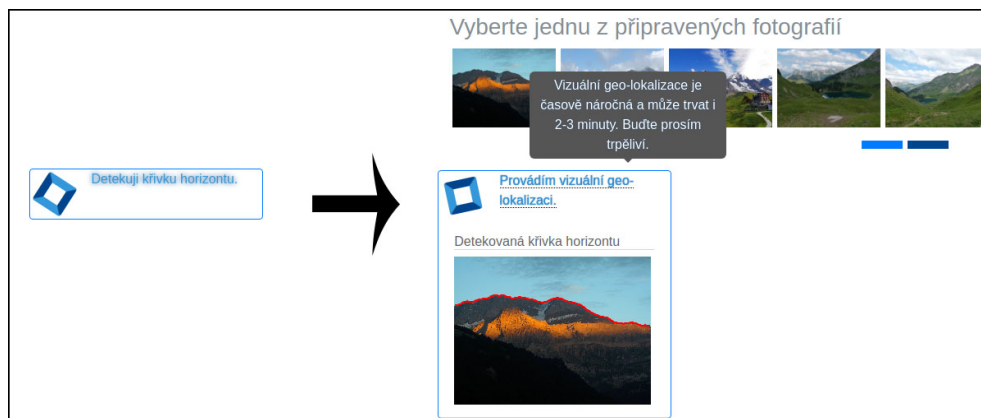 Vyberte jednu z připravených fotografií
Vizuální geo-lokalizace je
časově náročná a může trvat i
2-3 minuty. Buďte prosím
trpěliví.
Detekuji křivku horizontu.
Provádím vizuální geo-
lokalizaci.
Detekovaná křivka horizontu